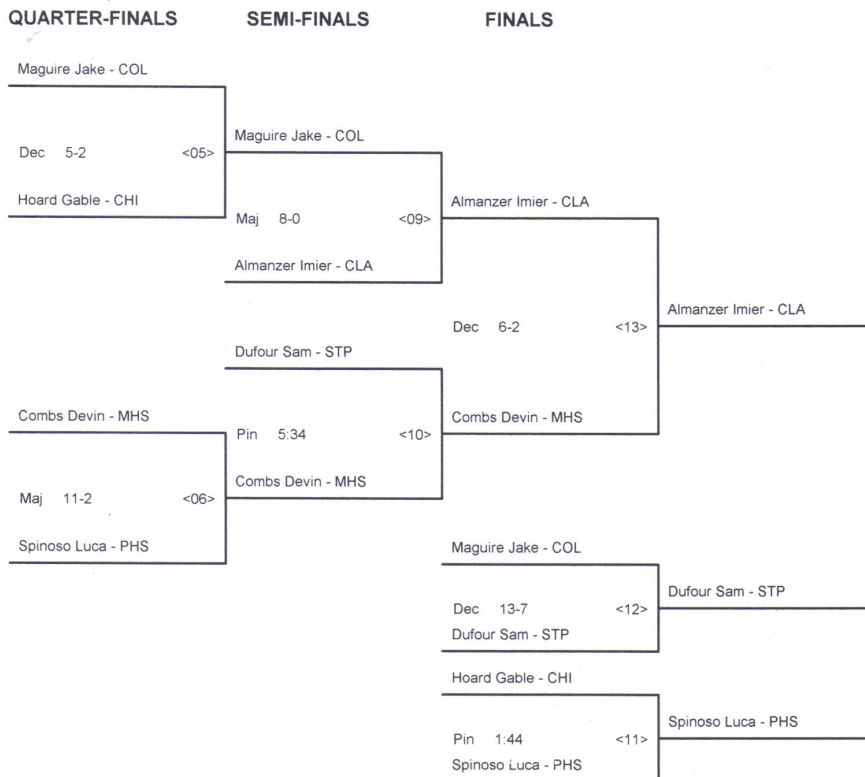 QUARTER-FINALS SEMI-FINALS FINALS
Maguire Jake - COL
Dec 5-2 <05>
Hoard Gable - CHI
Maguire Jake - COL
Maj 8-0 <09>
Almanzer Imier - CLA
Almanzer Imier - CLA
Dec 6-2 <13>
Almanzer Imier - CLA
Dufour Sam - STP
Pin 5:34 <10>
Combs Devin - MHS
Combs Devin - MHS
Combs Devin - MHS
Maj 11-2 <06>
Spinoso Luca - PHS
Maguire Jake - COL
Dec 13-7 <12>
Dufour Sam - STP
Dufour Sam - STP
Hoard Gable - CHI
Pin 1:44 <11>
Spinoso Luca - PHS
Spinoso Luca - PHS